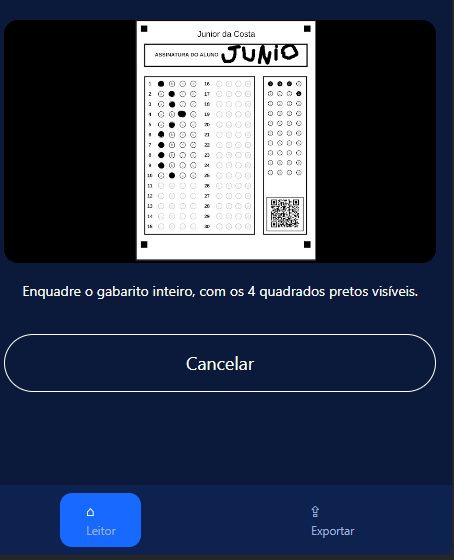 Junior da Costa
ASSINATURA DO ALUNO JUNIO
1 16
2 17
3 18
4 19
5 20
6 21
7 22
8 23
9 24
10 25
11 26
12 27
13 28
14 29
15 30
Enquadre o gabarito inteiro, com os 4 quadrados pretos visíveis.
Cancelar
Leitor
Exportar